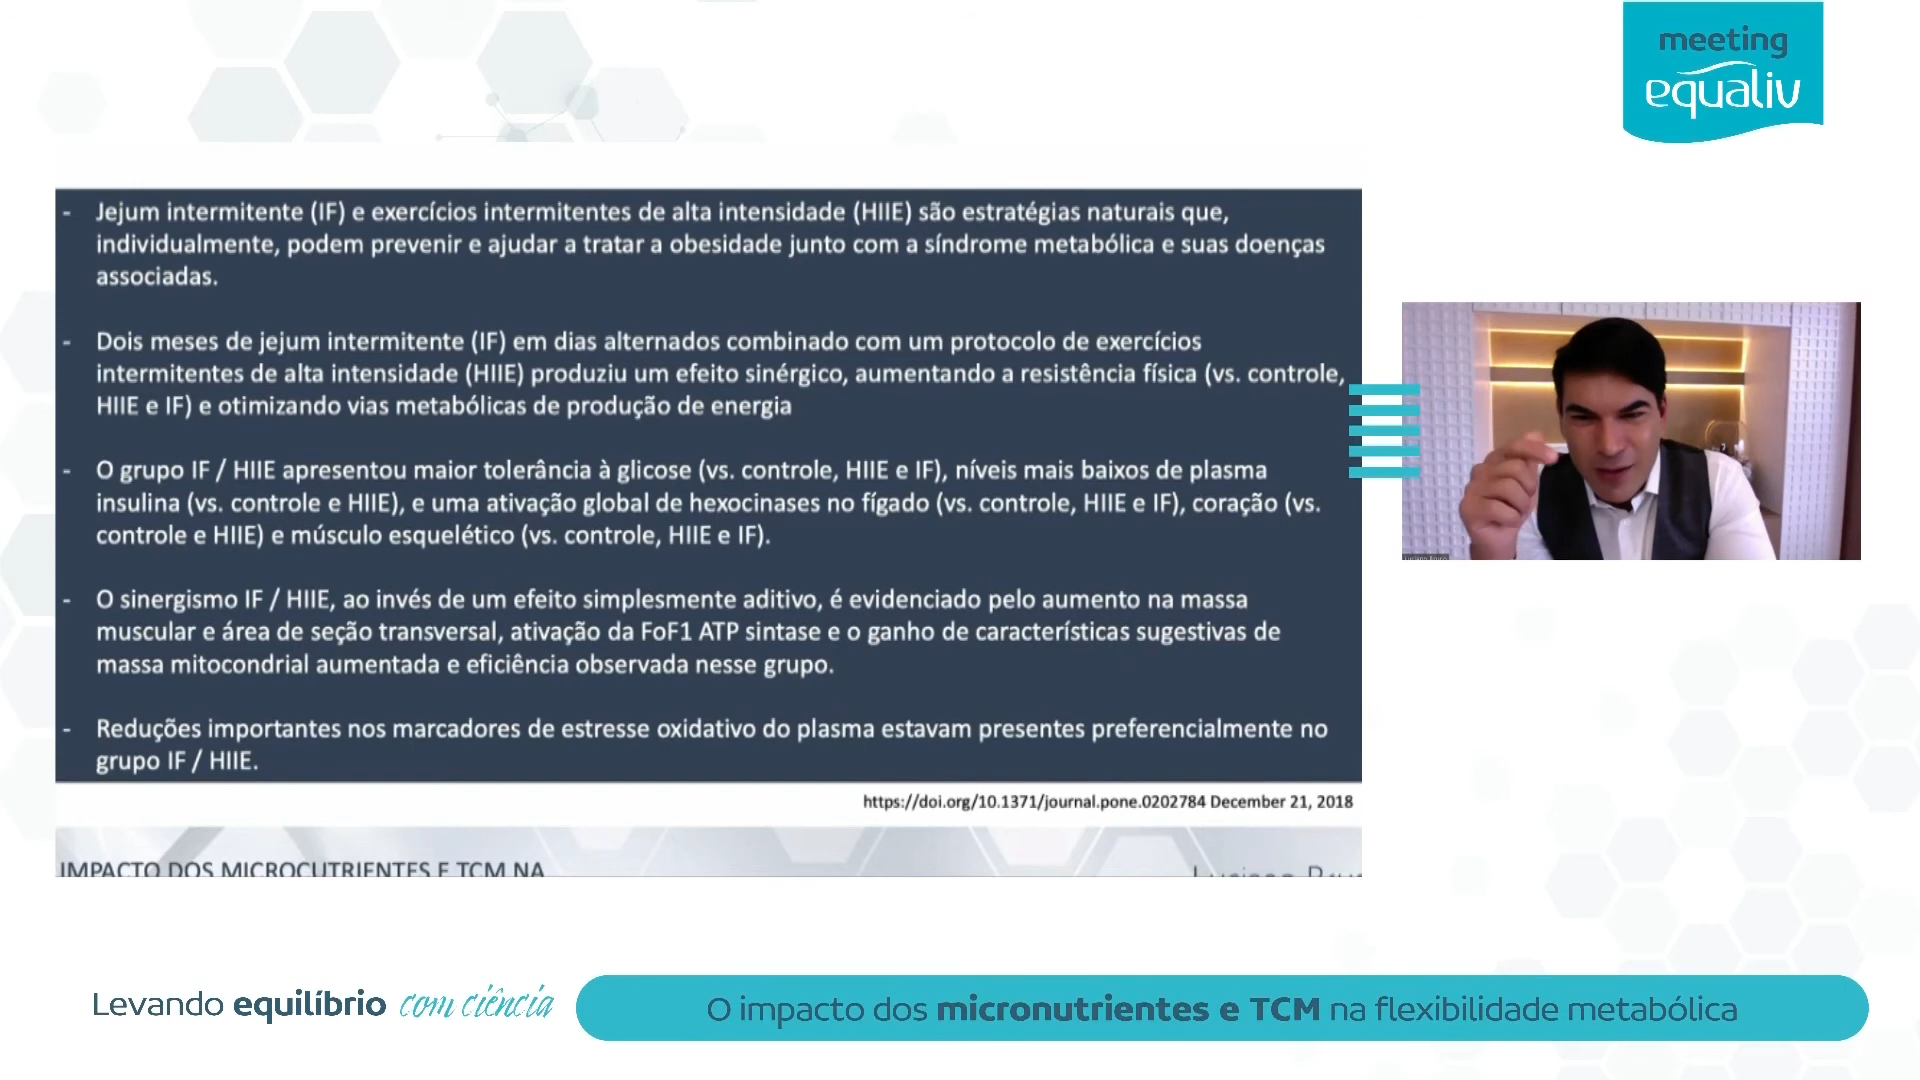 meeting
equaliv
- Jejum intermitente (IF) e exercícios intermitentes de alta intensidade (HIIE) são estratégias naturais que,
individualmente, podem prevenir e ajudar a tratar a obesidade junto com a síndrome metabólica e suas doenças
associadas.
- Dois meses de jejum intermitente (IF) em dias alternados combinado com um protocolo de exercícios
intermitentes de alta intensidade (HIIE) produziu um efeito sinérgico, aumentando a resistência física (vs. controle,
HIIE e IF) e otimizando vias metabólicas de produção de energia
- O grupo IF / HIIE apresentou maior tolerância à glicose (vs. controle, HIIE e IF), níveis mais baixos de plasma
insulina (vs. controle e HIIE), e uma ativação global de hexocinases no fígado (vs. controle, HIIE e IF), coração (vs.
controle e HIIE) e músculo esquelético (vs. controle, HIIE e IF).
- O sinergismo IF / HIIE, ao invés de um efeito simplesmente aditivo, é evidenciado pelo aumento na massa
muscular e área de seção transversal, ativação da FoF1 ATP sintase e o ganho de características sugestivas de
massa mitocondrial aumentada e eficiência observada nesse grupo.
- Reduções importantes nos marcadores de estresse oxidativo do plasma estavam presentes preferencialmente no
grupo IF / HIIE.
https://doi.org/10.1371/journal.pone.0202784 December 21, 2018
IMPACTO DOS MICROCUTRIENTES E TCM NA
Luciano
Levando equilíbrio com ciência
O impacto dos micronutrientes e TCM na flexibilidade metabólica